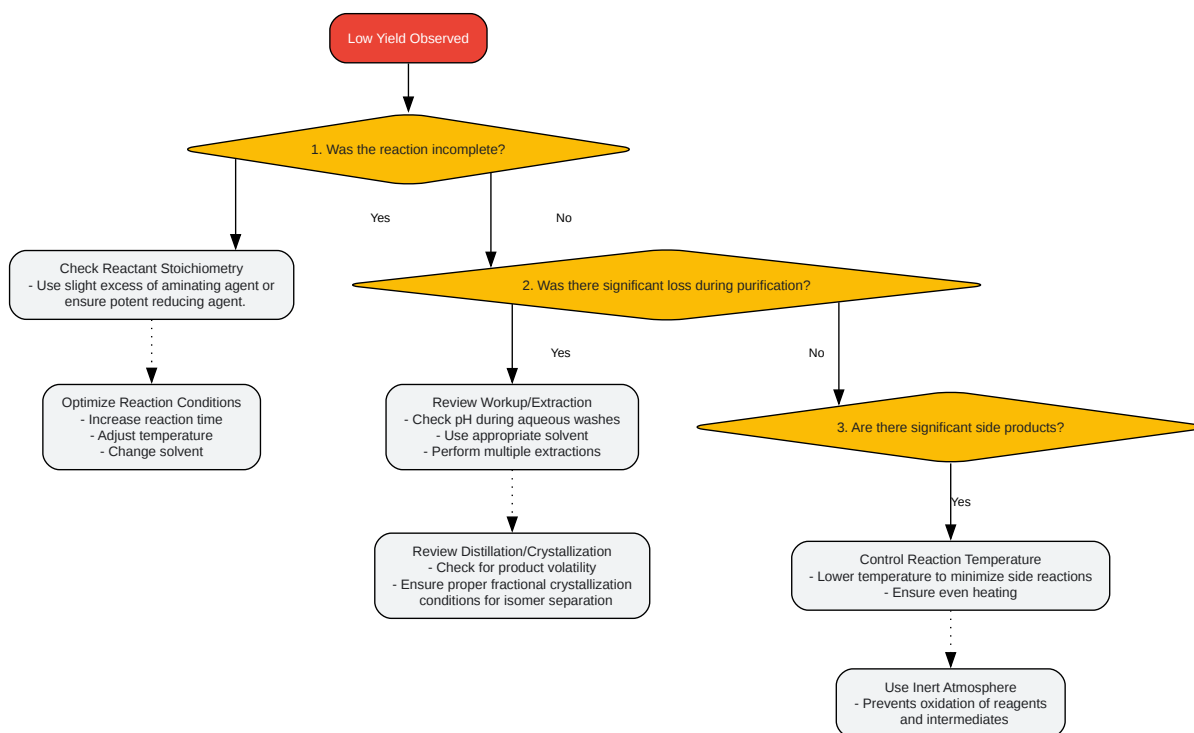 Low Yield Observed
1. Was the reaction incomplete?
Yes
No
Check Reactant Stoichiometry
- Use slight excess of aminating agent or
ensure potent reducing agent.
2. Was there significant loss during purification?
Yes
No
Optimize Reaction Conditions
- Increase reaction time
- Adjust temperature
- Change solvent
Review Workup/Extraction
- Check pH during aqueous washes
- Use appropriate solvent
- Perform multiple extractions
3. Are there significant side products?
Yes
Review Distillation/Crystallization
- Check for product volatility
- Ensure proper fractional crystallization
conditions for isomer separation
Control Reaction Temperature
- Lower temperature to minimize side reactions
- Ensure even heating
Use Inert Atmosphere
- Prevents oxidation of reagents
and intermediates